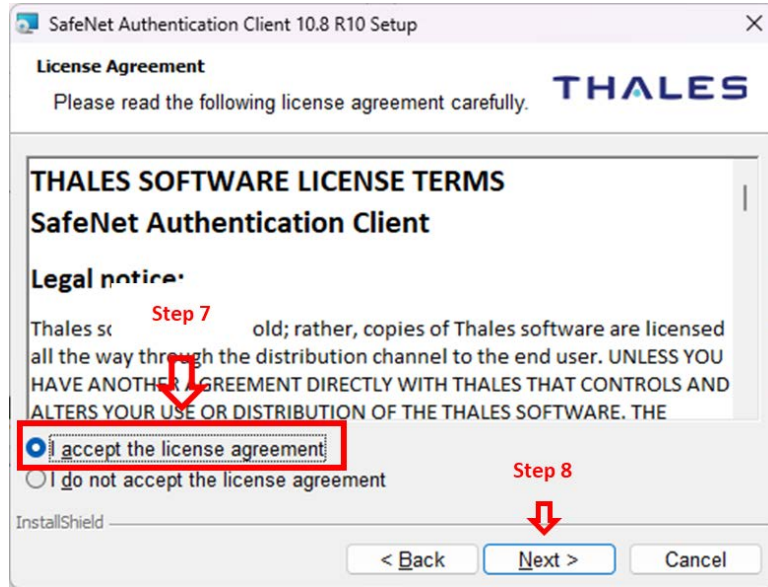 SafeNet Authentication Client 10.8 R10 Setup
License Agreement
Please read the following license agreement carefully.
THALES
THALES SOFTWARE LICENSE TERMS
SafeNet Authentication Client
Legal notice:
Step 7
Thales old; rather, copies of Thales software are licensed
all the way through the distribution channel to the end user. UNLESS YOU
HAVE ANOTHER AGREEMENT DIRECTLY WITH THALES THAT CONTROLS AND
ALTERS YOUR USE OR DISTRIBUTION OF THE THALES SOFTWARE. THE
I accept the license agreement
I do not accept the license agreement
Step 8
InstallShield
< Back
Next >
Cancel